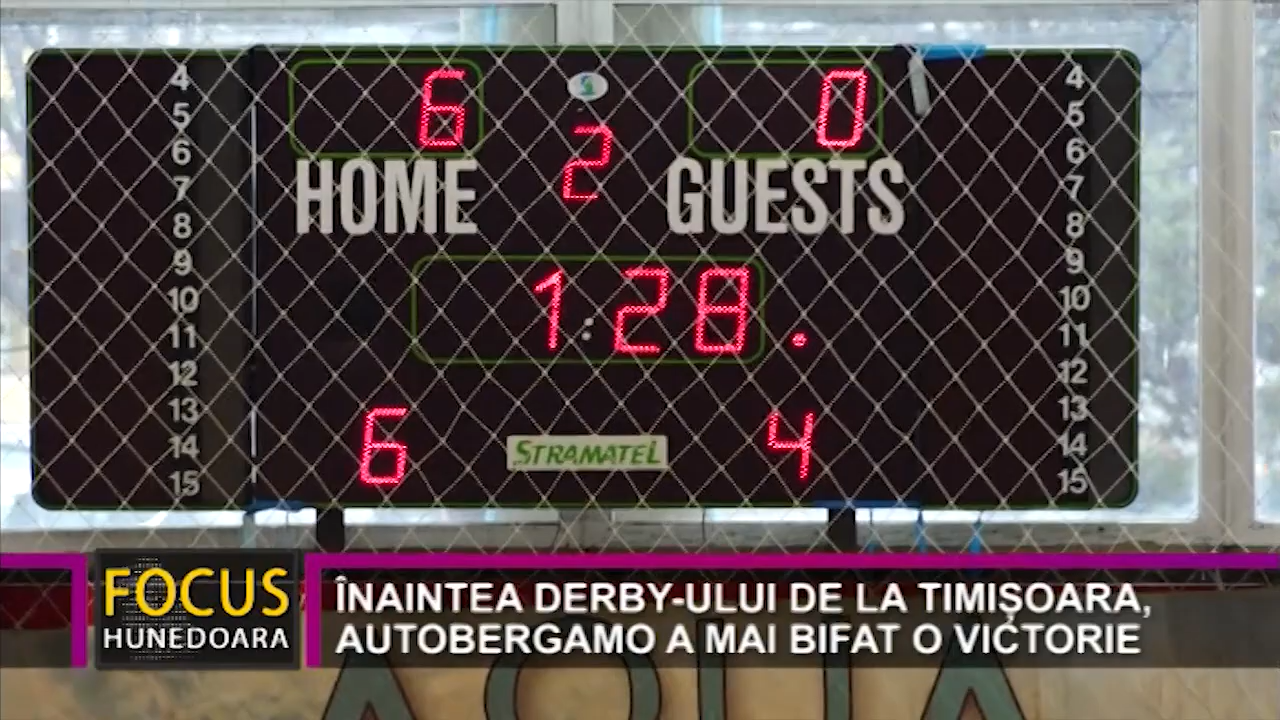 6 0
2
HOME GUESTS
1:28.
6 4
STRAMATEL
4 4
5 5
6 6
7 7
8 8
9 9
10 10
11 11
12 12
13 13
14 14
15 15
FOCUS
HUNEDOARA
ÎNAINTEA DERBY-ULUI DE LA TIMIȘOARA,
AUTOBERGAMO A MAI BIFAT O VICTORIE